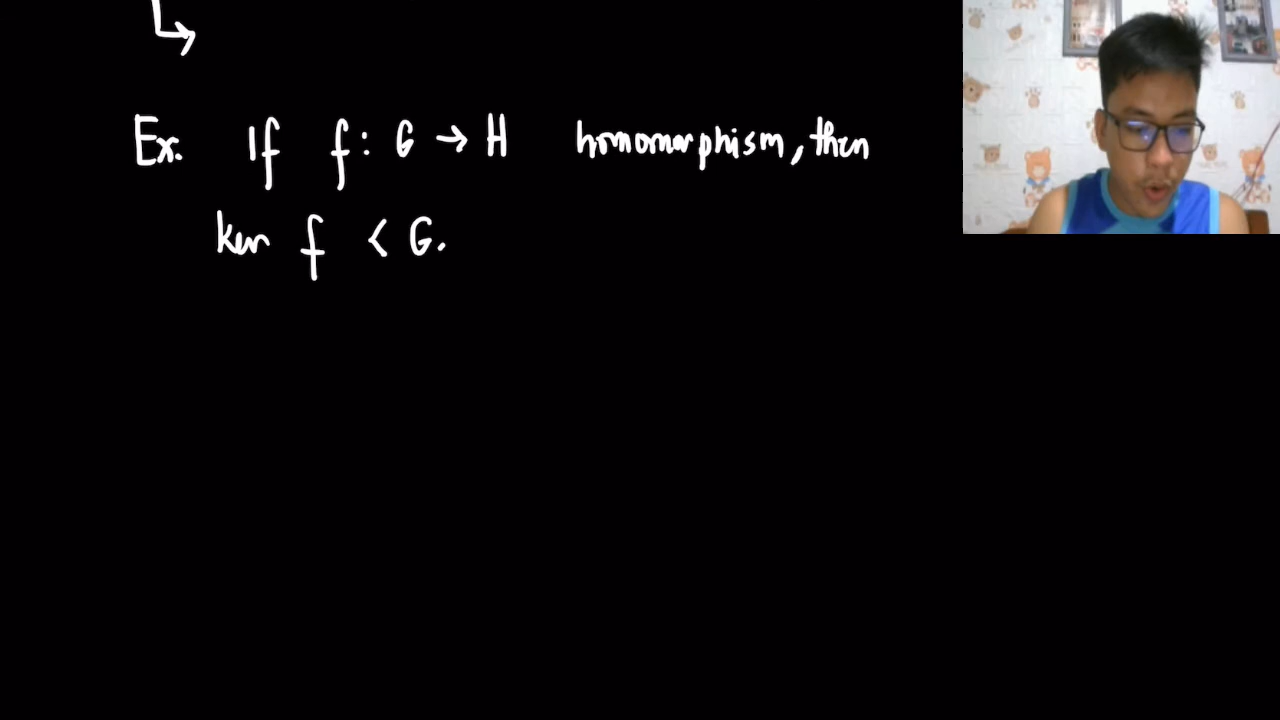 Ex. If f: G → H homomorphism, then
ker f < G.